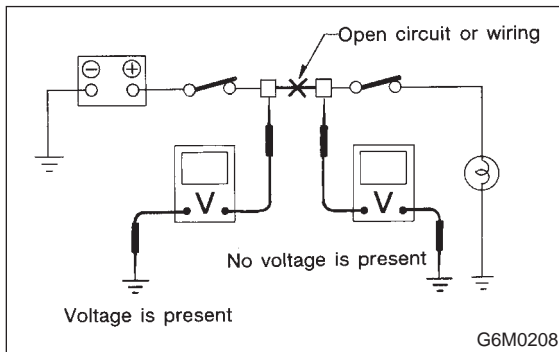 Open circuit or wiring
⊖ ⊕
V
V
No voltage is present
Voltage is present
G6M0208